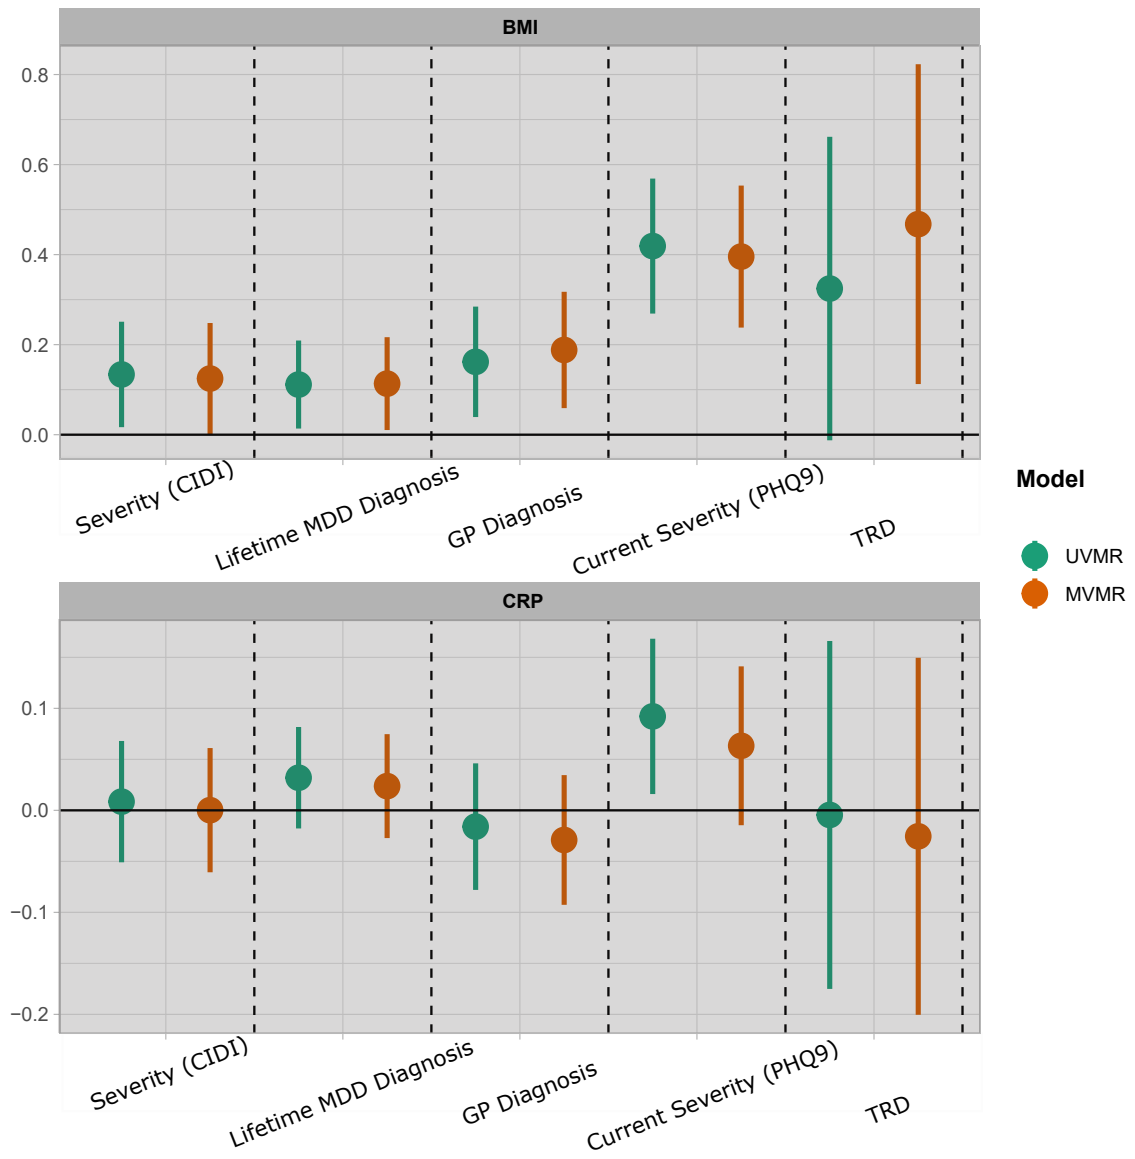 BMI
0.8
0.6
0.4
0.2
0.0
Severity (CIDI)
Lifetime MDD Diagnosis
GP Diagnosis
Current Severity (PHQ9)
TRD
CRP
0.1
0.0
−0.1
−0.2
Severity (CIDI)
Lifetime MDD Diagnosis
GP Diagnosis
Current Severity (PHQ9)
TRD
Model
UVMR
MVMR